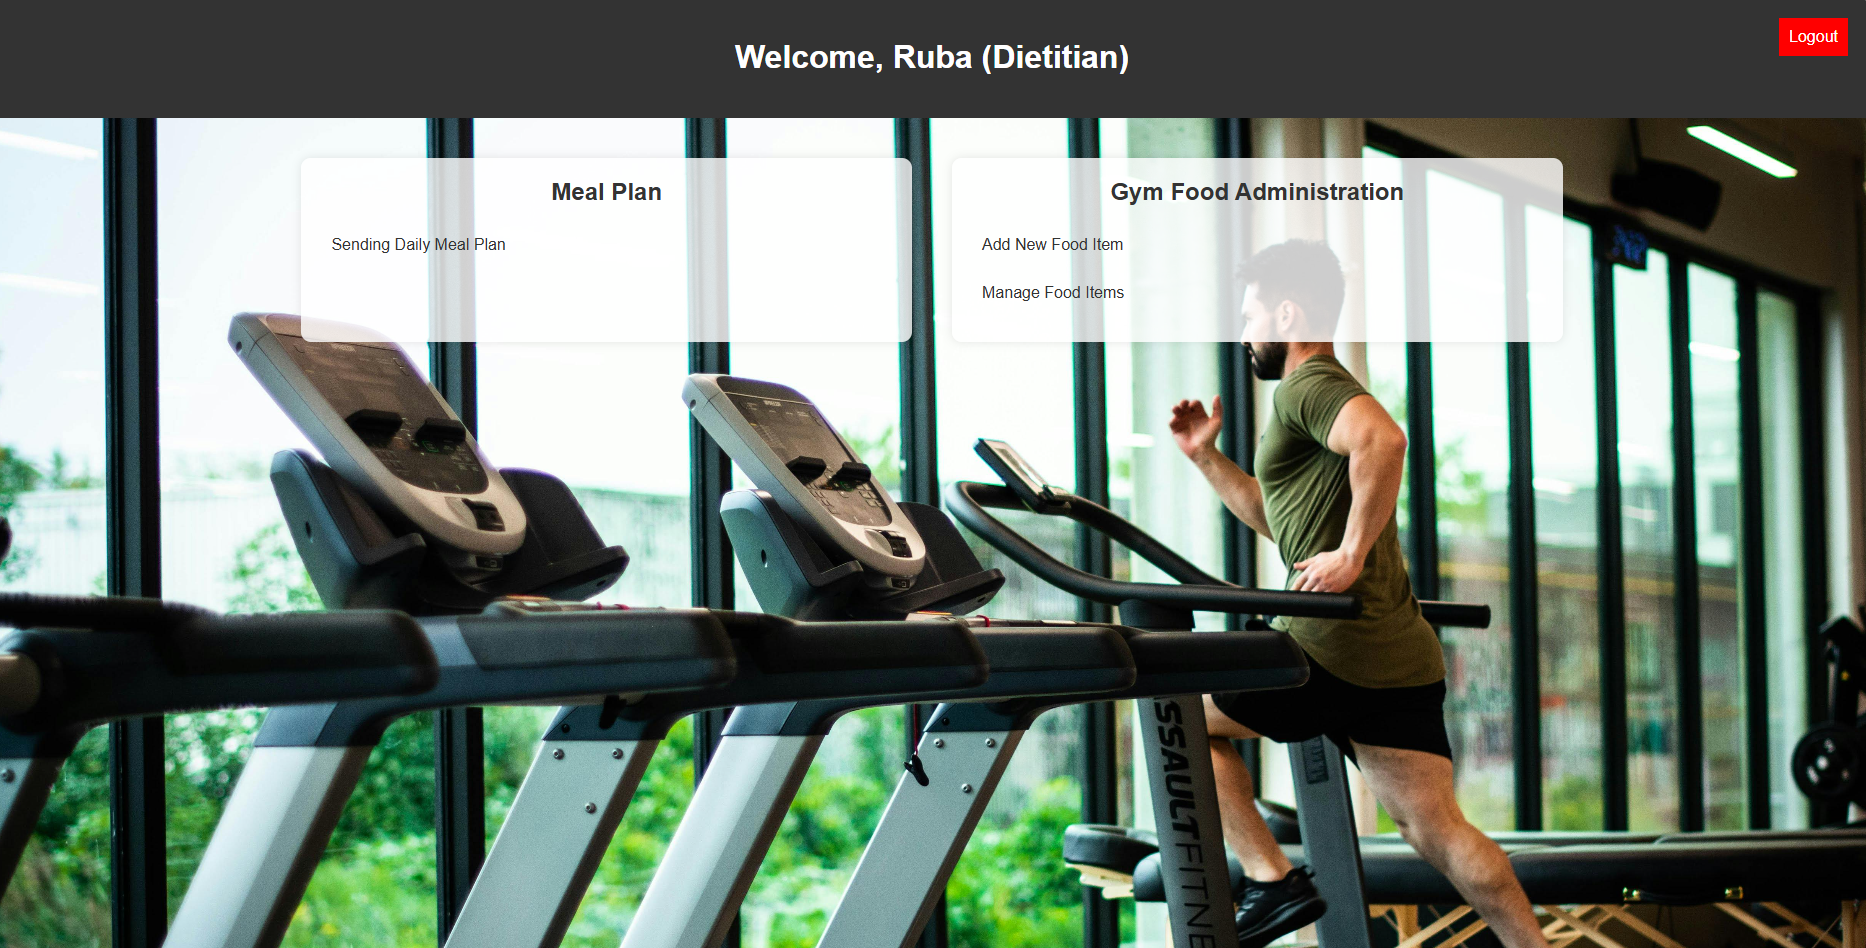 Welcome, Ruba (Dietitian)
Logout
Meal Plan
Sending Daily Meal Plan
Gym Food Administration
Add New Food Item
Manage Food Items
SSAULTFITNE